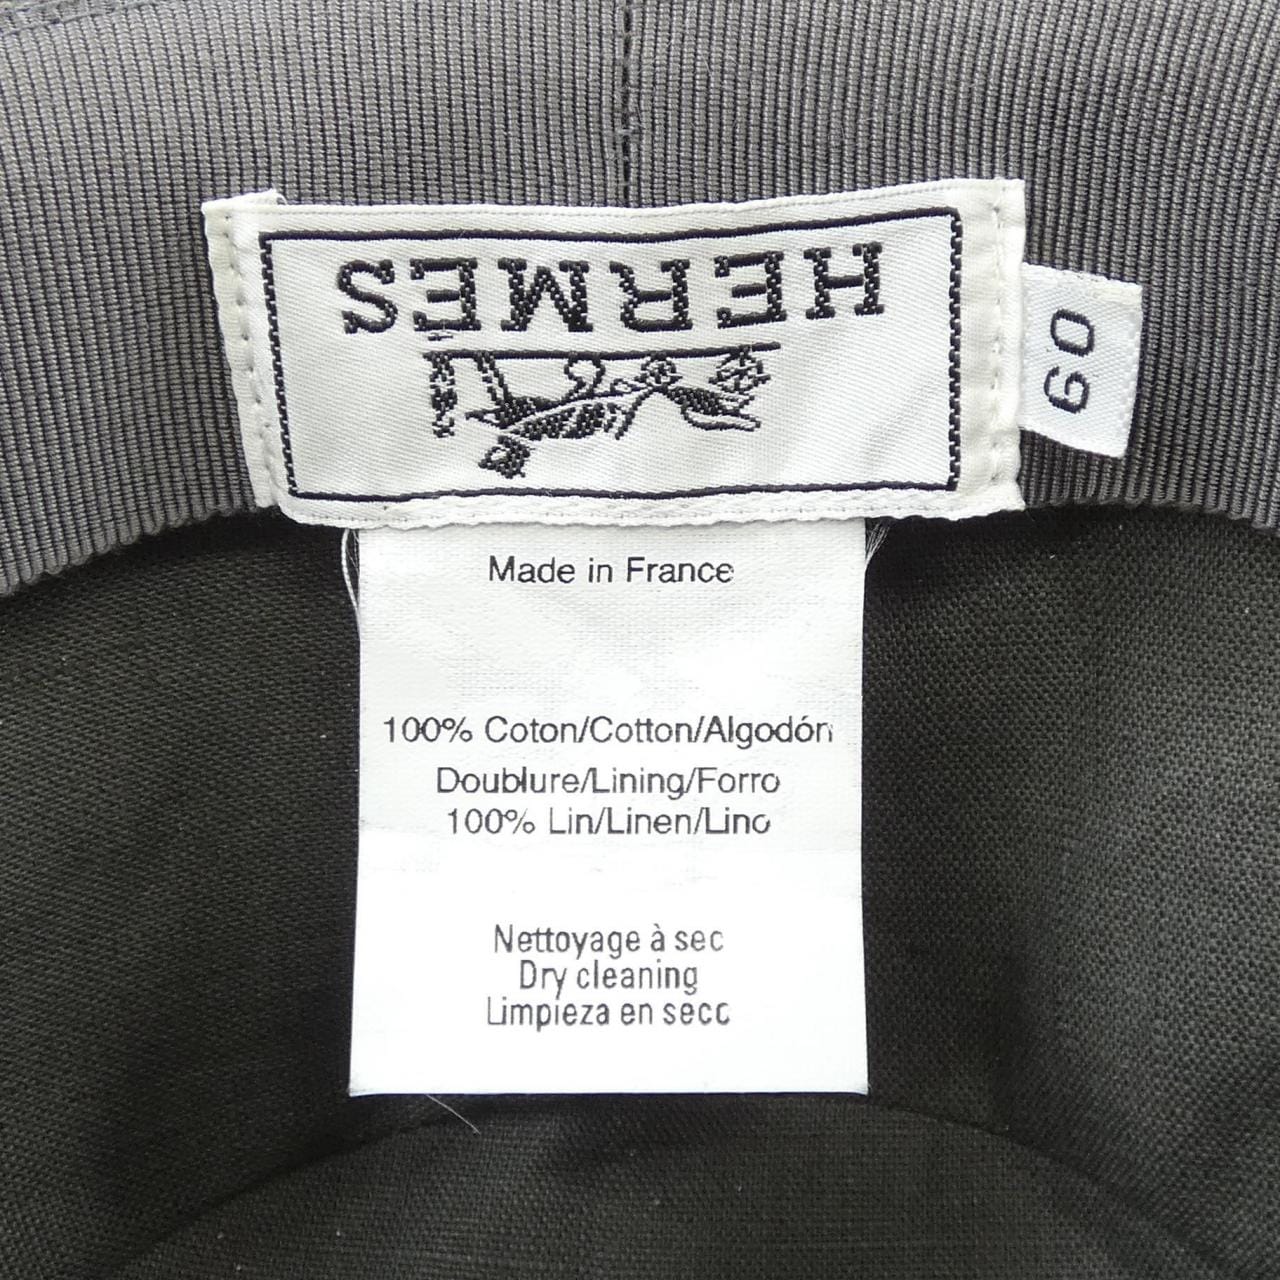 HERMES
60
Made in France
100% Coton/Cotton/Algodón
Doublure/Lining/Forro
100% Lin/Linen/Lino
Nettoyage à sec
Dry cleaning
Limpieza en seco